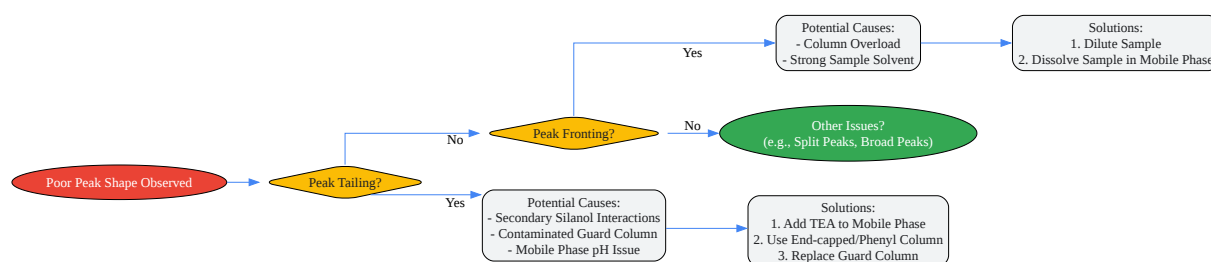 Poor Peak Shape Observed
Peak Tailing?
No
Yes
Peak Fronting?
Yes
No
Potential Causes:
- Column Overload
- Strong Sample Solvent
Solutions:
1. Dilute Sample
2. Dissolve Sample in Mobile Phase
Other Issues?
(e.g., Split Peaks, Broad Peaks)
Potential Causes:
- Secondary Silanol Interactions
- Contaminated Guard Column
- Mobile Phase pH Issue
Solutions:
1. Add TEA to Mobile Phase
2. Use End-capped/Phenyl Column
3. Replace Guard Column